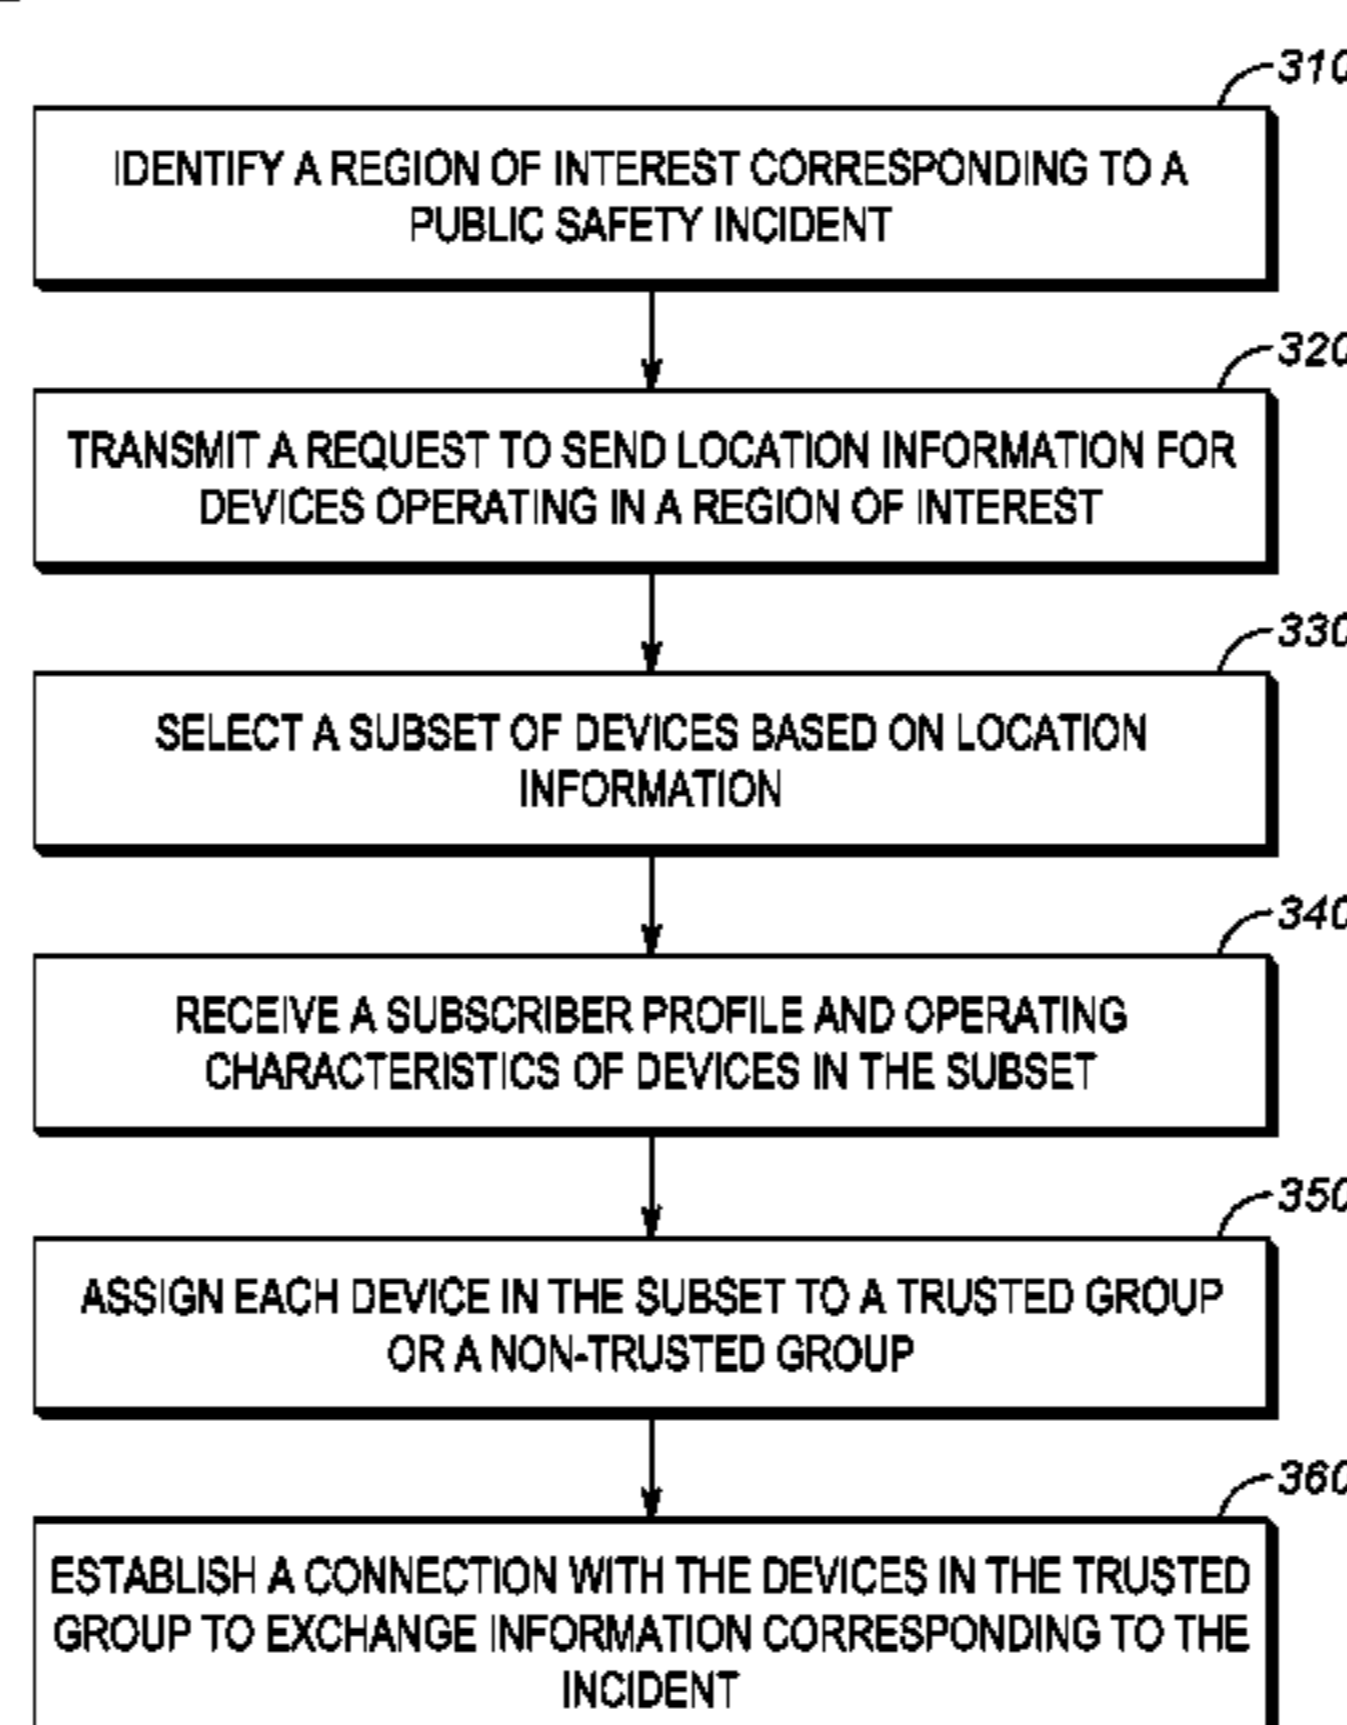 310
IDENTIFY A REGION OF INTEREST CORRESPONDING TO A
PUBLIC SAFETY INCIDENT
320
TRANSMIT A REQUEST TO SEND LOCATION INFORMATION FOR
DEVICES OPERATING IN A REGION OF INTEREST
330
SELECT A SUBSET OF DEVICES BASED ON LOCATION
INFORMATION
340
RECEIVE A SUBSCRIBER PROFILE AND OPERATING
CHARACTERISTICS OF DEVICES IN THE SUBSET
350
ASSIGN EACH DEVICE IN THE SUBSET TO A TRUSTED GROUP
OR A NON-TRUSTED GROUP
360
ESTABLISH A CONNECTION WITH THE DEVICES IN THE TRUSTED
GROUP TO EXCHANGE INFORMATION CORRESPONDING TO THE
INCIDENT